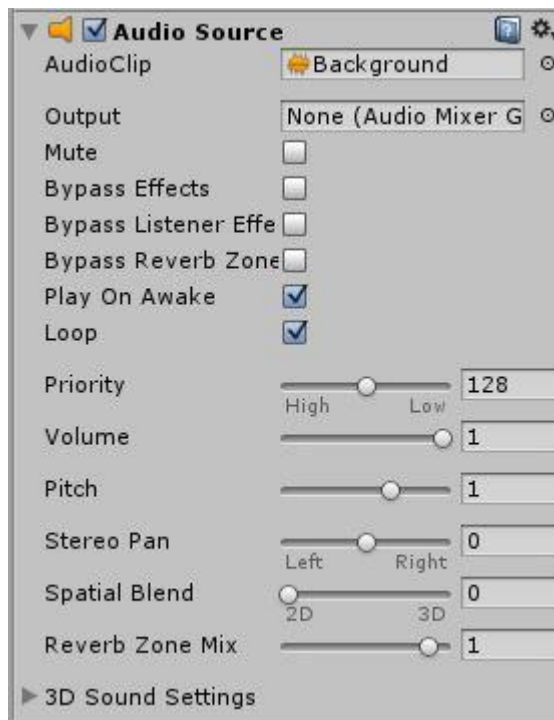 Audio Source
AudioClip Background
Output None (Audio Mixer G
Mute
Bypass Effects
Bypass Listener Effe
Bypass Reverb Zone
Play On Awake
Loop
Priority 128
High Low
Volume 1
Pitch 1
Stereo Pan 0
Left Right
Spatial Blend 0
2D 3D
Reverb Zone Mix 1
3D Sound Settings